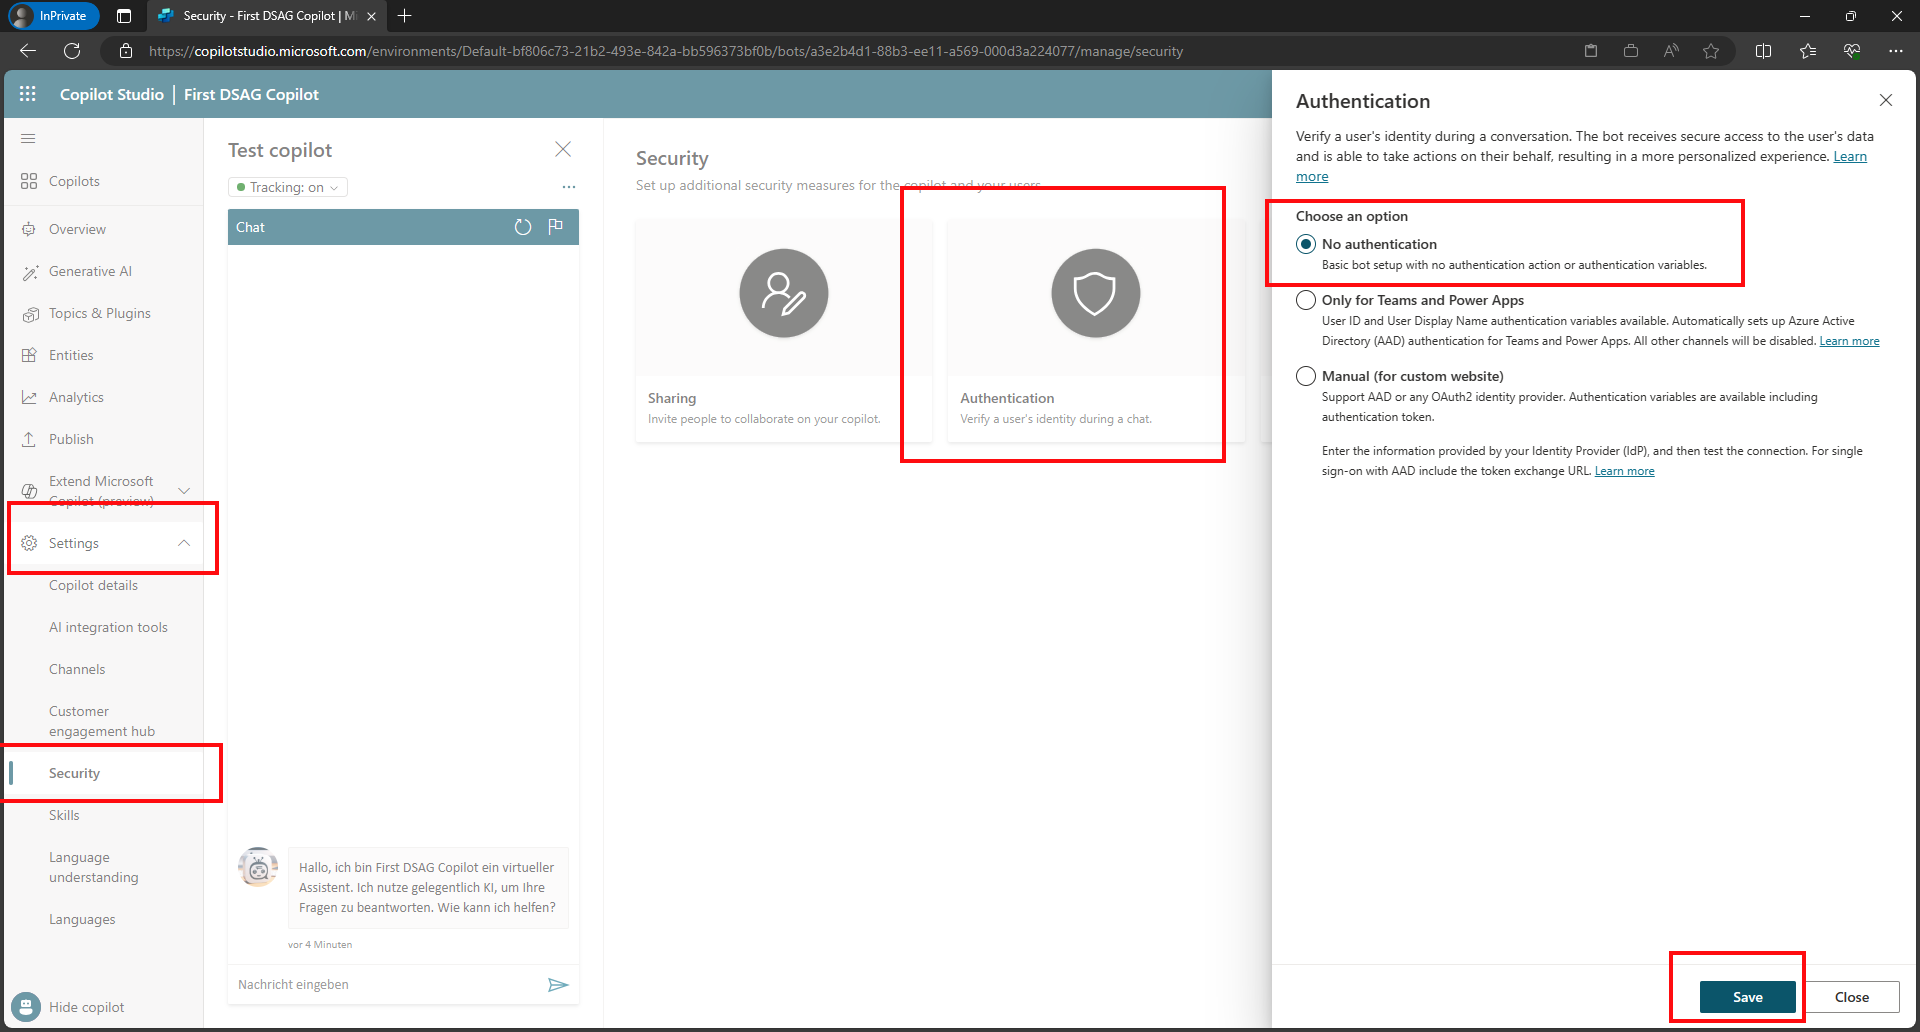 InPrivate
Security - First DSAG Copilot | Mi
https://copilotstudio.microsoft.com/environments/Default-bf806c73-21b2-493e-842a-bb596373bf0b/bots/a3e2b4d1-88b3-ee11-a569-000d3a224077/manage/security
Copilot Studio | First DSAG Copilot
Copilots
Overview
Generative AI
Topics & Plugins
Entities
Analytics
Publish
Extend Microsoft
Copilot (preview)
Settings
Copilot details
AI integration tools
Channels
Customer
engagement hub
Security
Skills
Language
understanding
Languages
Hide copilot
Test copilot
Tracking: on
Chat
Hallo, ich bin First DSAG Copilot ein virtueller
Assistent. Ich nutze gelegentlich KI, um Ihre
Fragen zu beantworten. Wie kann ich helfen?
vor 4 Minuten
Nachricht eingeben
Security
Set up additional security measures for the copilot and your users
Sharing
Invite people to collaborate on your copilot.
Authentication
Verify a user's identity during a chat.
Authentication
Verify a user's identity during a conversation. The bot receives secure access to the user's data
and is able to take actions on their behalf, resulting in a more personalized experience. Learn
more
Choose an option
No authentication
Basic bot setup with no authentication action or authentication variables.
Only for Teams and Power Apps
User ID and User Display Name authentication variables available. Automatically sets up Azure Active
Directory (AAD) authentication for Teams and Power Apps. All other channels will be disabled. Learn more
Manual (for custom website)
Support AAD or any OAuth2 identity provider. Authentication variables are available including
authentication token.
Enter the information provided by your Identity Provider (IdP), and then test the connection. For single
sign-on with AAD include the token exchange URL. Learn more
Save
Close